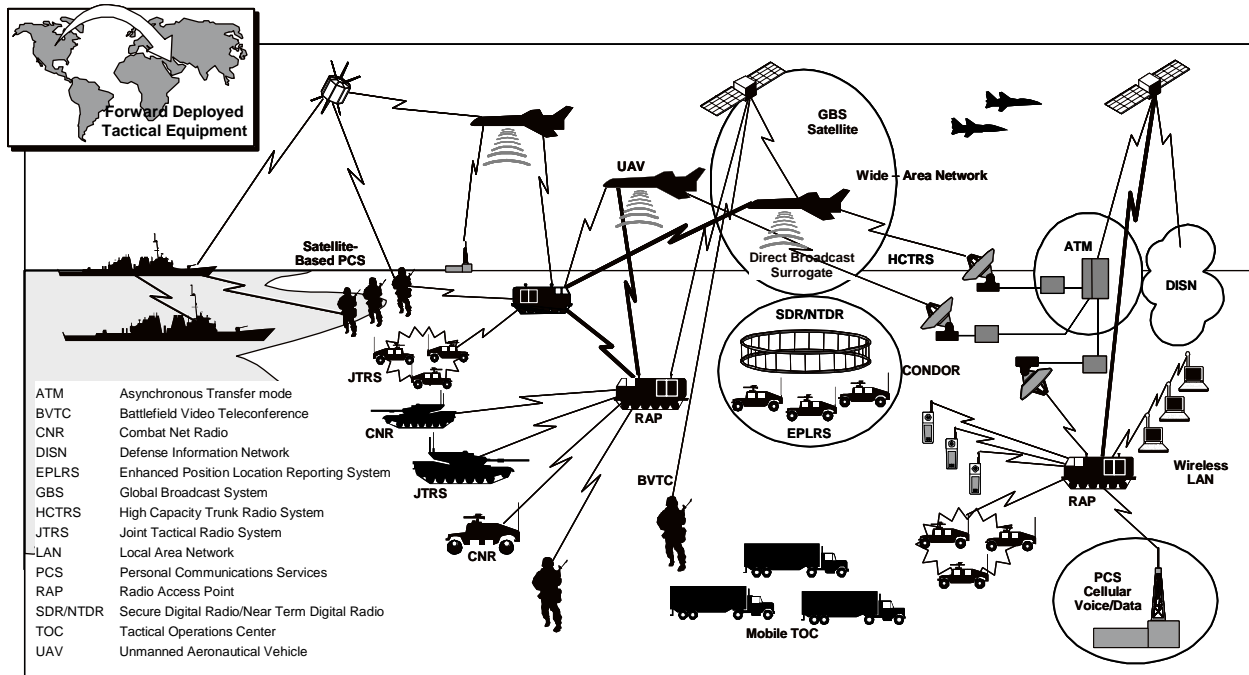 Forward Deployed
Tactical Equipment
GBS
Satellite
UAV
Wide – Area Network
Satellite-
Based PCS
ATM
HCTRS
Direct Broadcast
Surrogate
DISN
SDR/NTDR
JTRS
CONDOR
RAP
CNR
EPLRS
JTRS
BVTC
Wireless
LAN
RAP
CNR
PCS
Cellular
Voice/Data
Mobile TOC
ATM Asynchronous Transfer mode
BVTC Battlefield Video Teleconference
CNR Combat Net Radio
DISN Defense Information Network
EPLRS Enhanced Position Location Reporting System
GBS Global Broadcast System
HCTRS High Capacity Trunk Radio System
JTRS Joint Tactical Radio System
LAN Local Area Network
PCS Personal Communications Services
RAP Radio Access Point
SDR/NTDR Secure Digital Radio/Near Term Digital Radio
TOC Tactical Operations Center
UAV Unmanned Aeronautical Vehicle